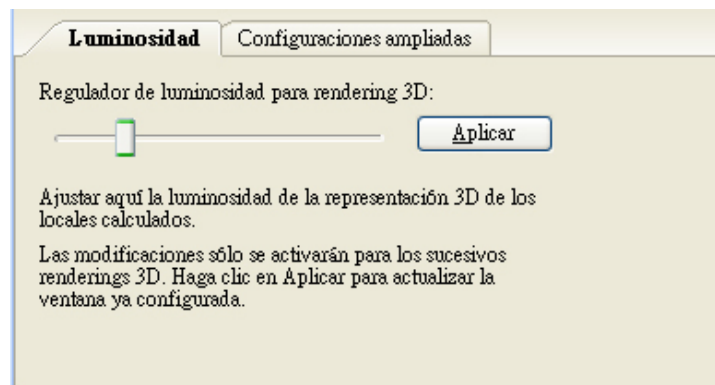 Luminosidad
Configuraciones ampliadas
Regulador de luminosidad para rendering 3D:
Aplicar
Ajustar aquí la luminosidad de la representación 3D de los
locales calculados.
Las modificaciones sólo se activarán para los sucesivos
renderings 3D. Haga clic en Aplicar para actualizar la
ventana ya configurada.